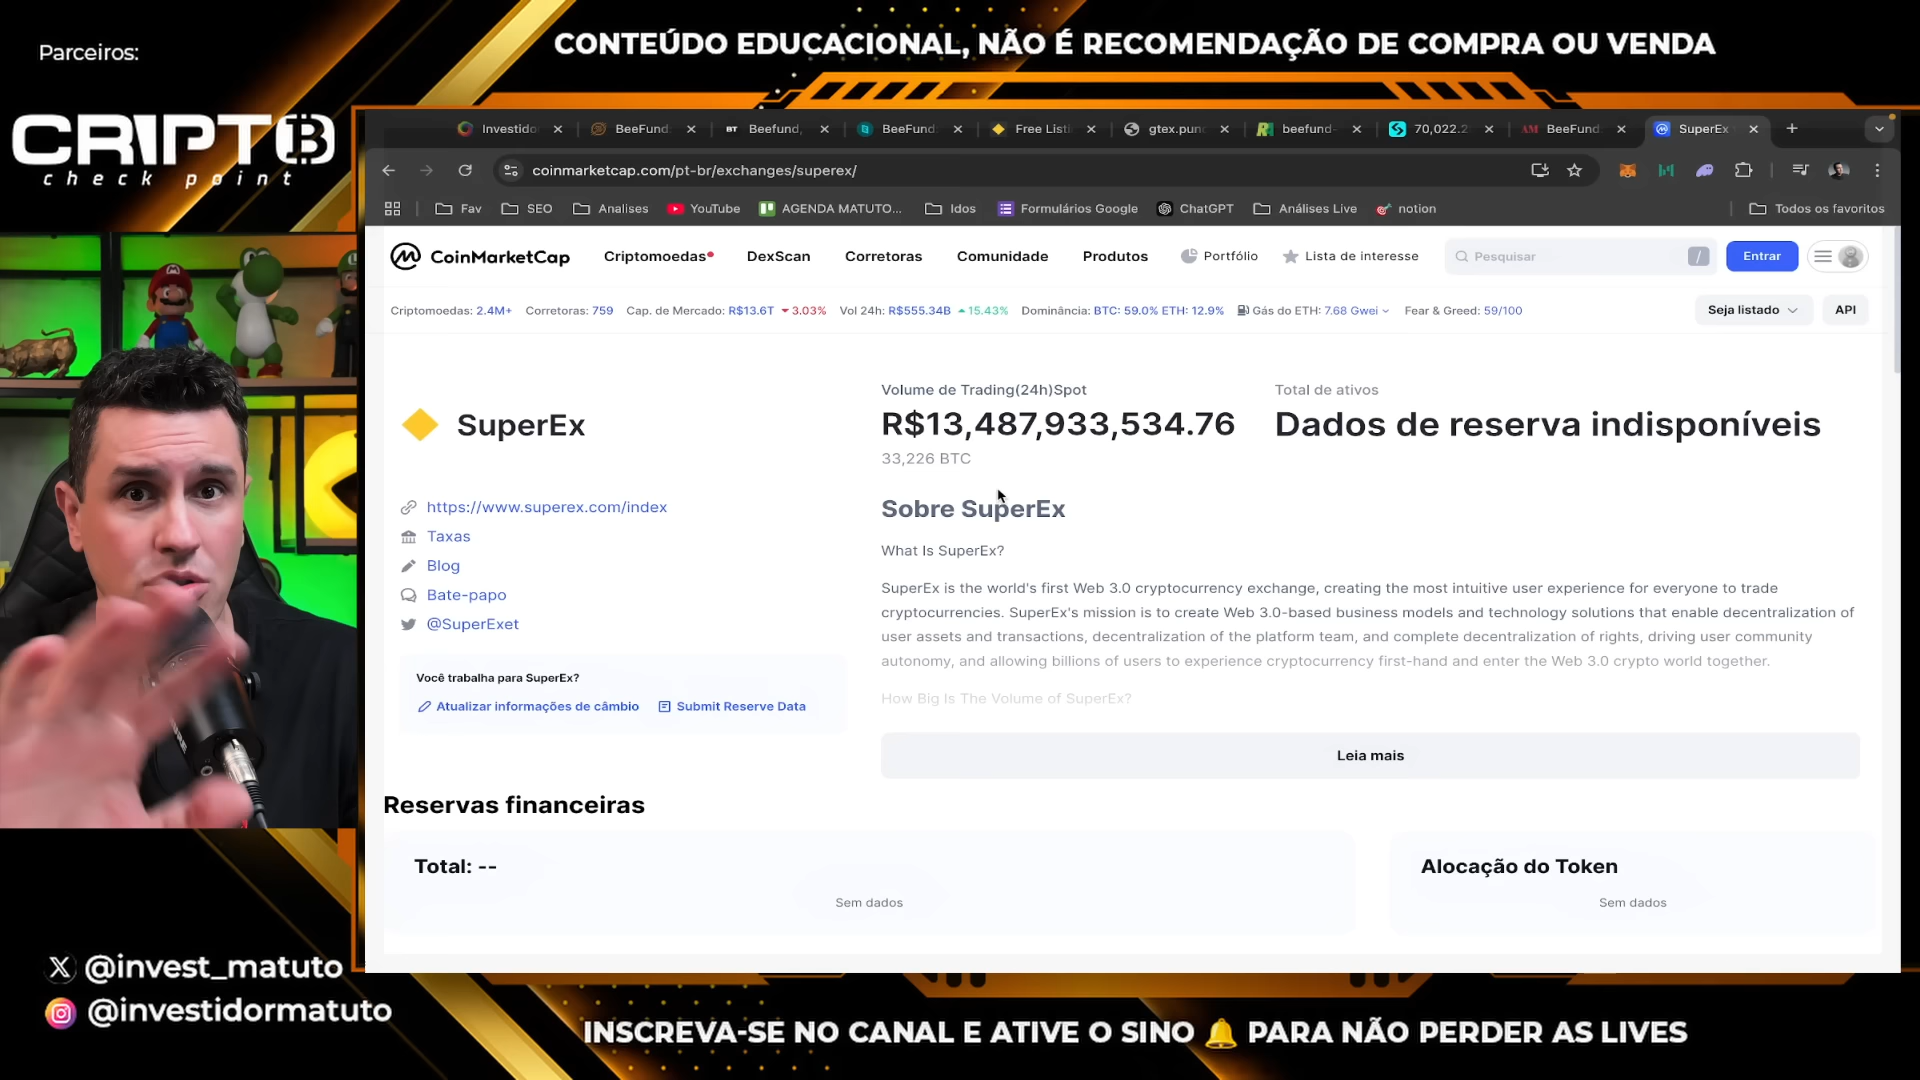 Parceiros:
CONTEÚDO EDUCACIONAL, NÃO É RECOMENDAÇÃO DE COMPRA OU VENDA
CRIPTO
check point
Investido
BeeFund
Beefund,
BeeFund
Free Listi
gtex.pun
beefund-
70,022.2
BeeFund
SuperEx
coinmarketcap.com/pt-br/exchanges/superex/
Fav
SEO
Analises
YouTube
AGENDA MATUTO...
Idos
Formulários Google
ChatGPT
Análises Live
notion
Todos os favoritos
CoinMarketCap
Criptomoedas
DexScan
Corretoras
Comunidade
Produtos
Portfólio
Lista de interesse
Pesquisar
/
Entrar
Criptomoedas: 2.4M+
Corretoras: 759
Cap. de Mercado: R$13.6T 3.03%
Vol 24h: R$555.34B 15.43%
Dominância: BTC: 59.0% ETH: 12.9%
Gás do ETH: 7.68 Gwei
Fear & Greed: 59/100
Seja listado
API
SuperEx
https://www.superex.com/index
Taxas
Blog
Bate-papo
@SuperExet
Você trabalha para SuperEx?
Atualizar informações de câmbio
Submit Reserve Data
Volume de Trading(24h)Spot
R$13,487,933,534.76
33,226 BTC
Total de ativos
Dados de reserva indisponíveis
Sobre SuperEx
What Is SuperEx?
SuperEx is the world's first Web 3.0 cryptocurrency exchange, creating the most intuitive user experience for everyone to trade
cryptocurrencies. SuperEx's mission is to create Web 3.0-based business models and technology solutions that enable decentralization of
user assets and transactions, decentralization of the platform team, and complete decentralization of rights, driving user community
autonomy, and allowing billions of users to experience cryptocurrency first-hand and enter the Web 3.0 crypto world together.
How Big Is The Volume of SuperEx?
Leia mais
Reservas financeiras
Total: --
Sem dados
Alocação do Token
Sem dados
@invest_matuto
@investidormatuto
INSCREVA-SE NO CANAL E ATIVE O SINO 🔔 PARA NÃO PERDER AS LIVES